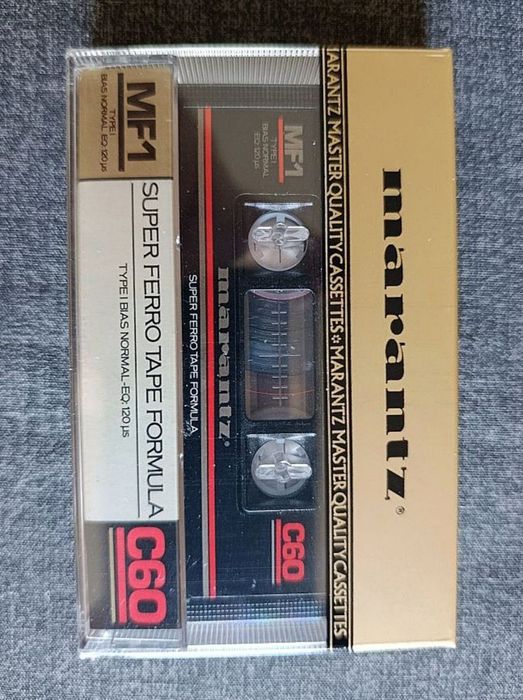 marantz®
MARANTZ MASTER QUALITY CASSETTES ✲ MARANTZ MASTER QUALITY CASSETTES
MF1
TYPE I
BIAS NORMAL
EQ: 120 µs
C60
marantz®
SUPER FERRO TAPE FORMULA
MF1
TYPE I
BIAS NORMAL EQ: 120 µs
SUPER FERRO TAPE FORMULA
TYPE I BIAS NORMAL-EQ: 120 µs
C60